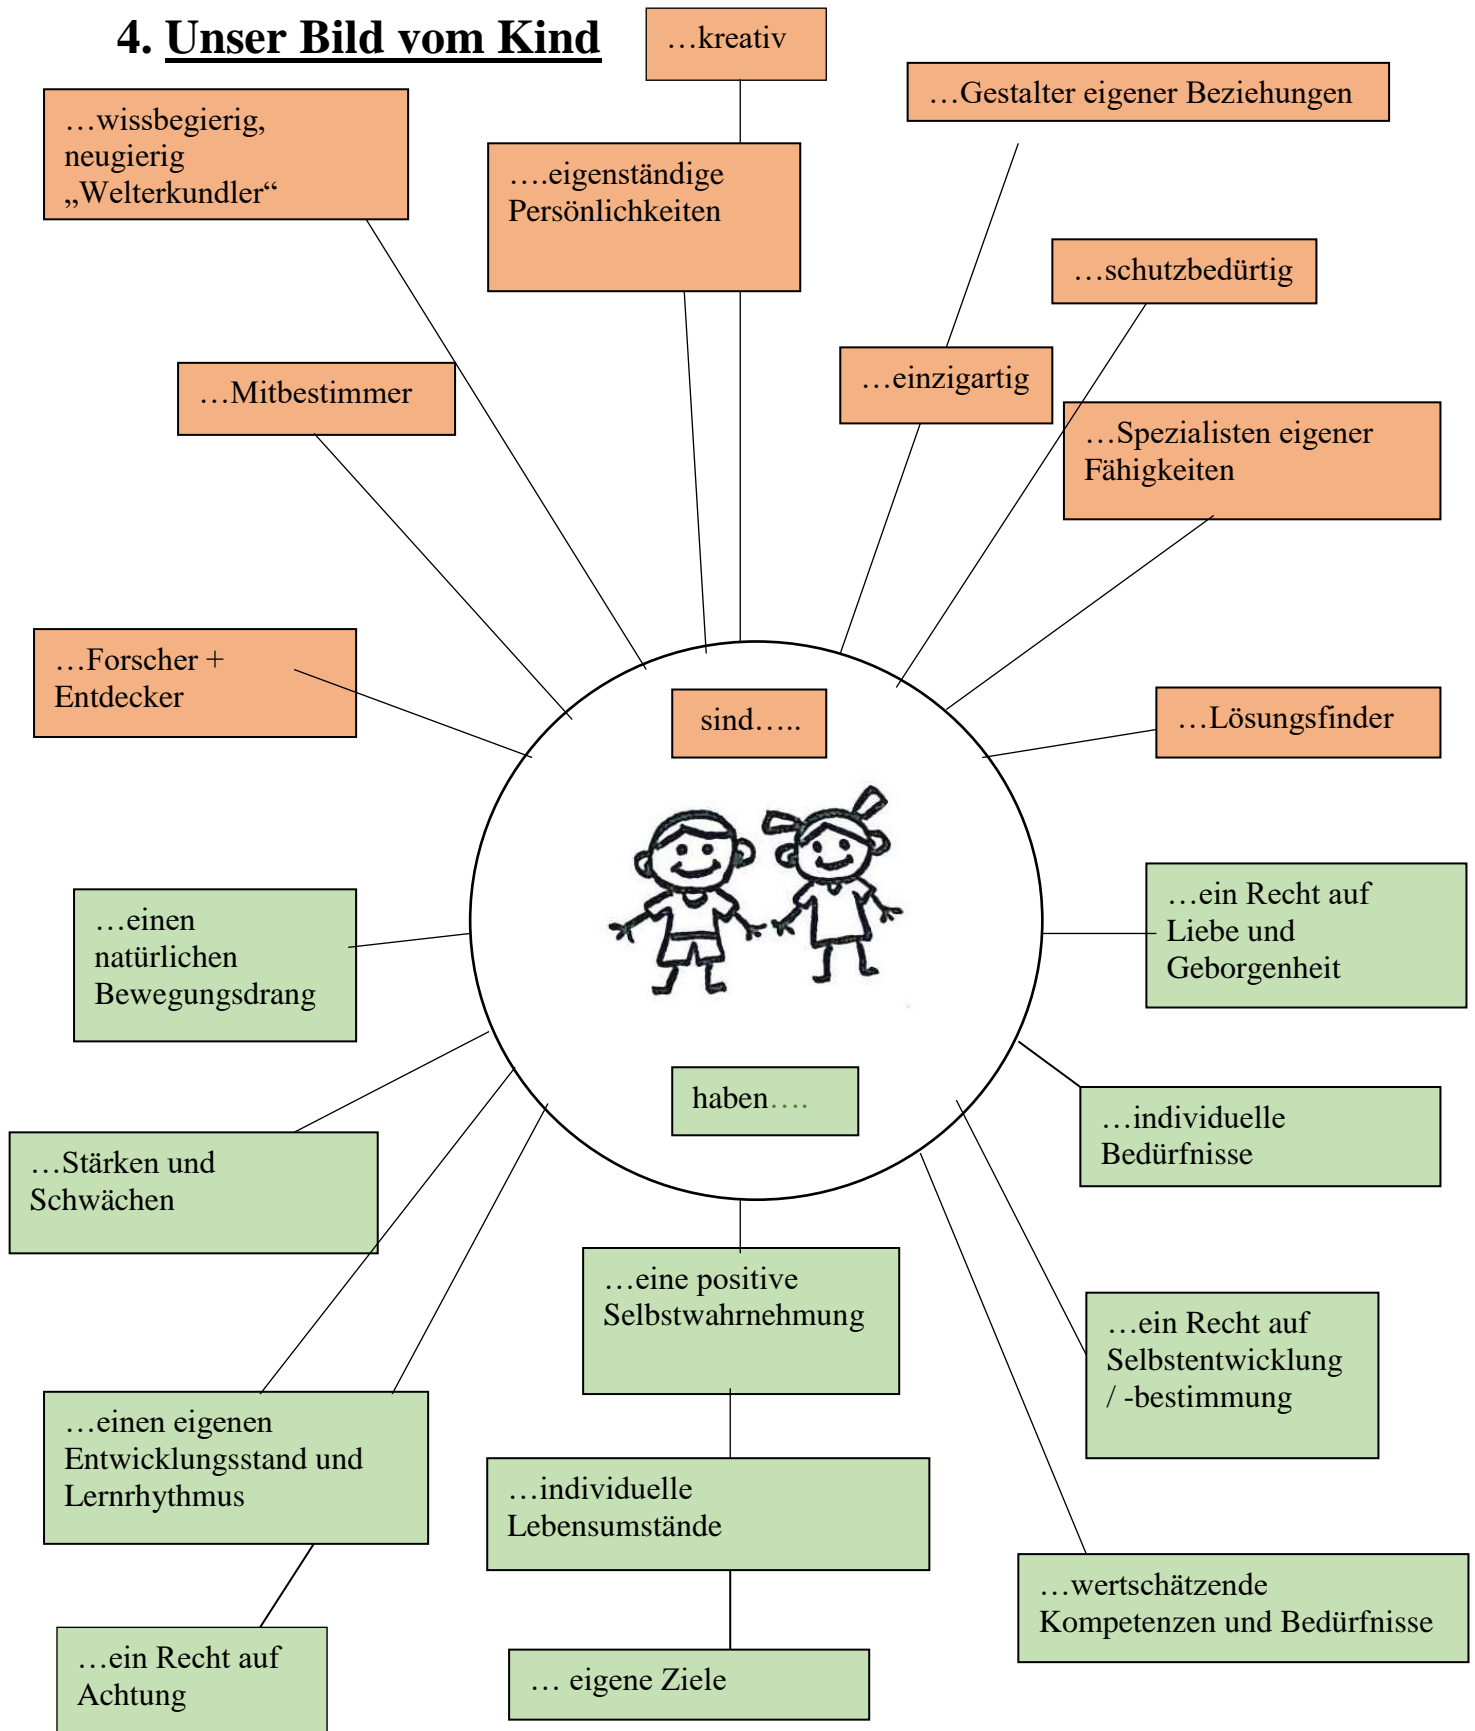 4. Unser Bild vom Kind
…kreativ
…Gestalter eigener Beziehungen
…wissbegierig,
neugierig
„Welterkundler“
….eigenständige
Persönlichkeiten
…schutzbedürtig
…einzigartig
…Mitbestimmer
…Spezialisten eigener
Fähigkeiten
…Forscher +
Entdecker
sind…..
…Lösungsfinder
…einen
natürlichen
Bewegungsdrang
…ein Recht auf
Liebe und
Geborgenheit
haben….
…individuelle
Bedürfnisse
…Stärken und
Schwächen
…eine positive
Selbstwahrnehmung
…ein Recht auf
Selbstentwicklung
/ -bestimmung
…einen eigenen
Entwicklungsstand und
Lernrhythmus
…individuelle
Lebensumstände
…wertschätzende
Kompetenzen und Bedürfnisse
…ein Recht auf
Achtung
… eigene Ziele